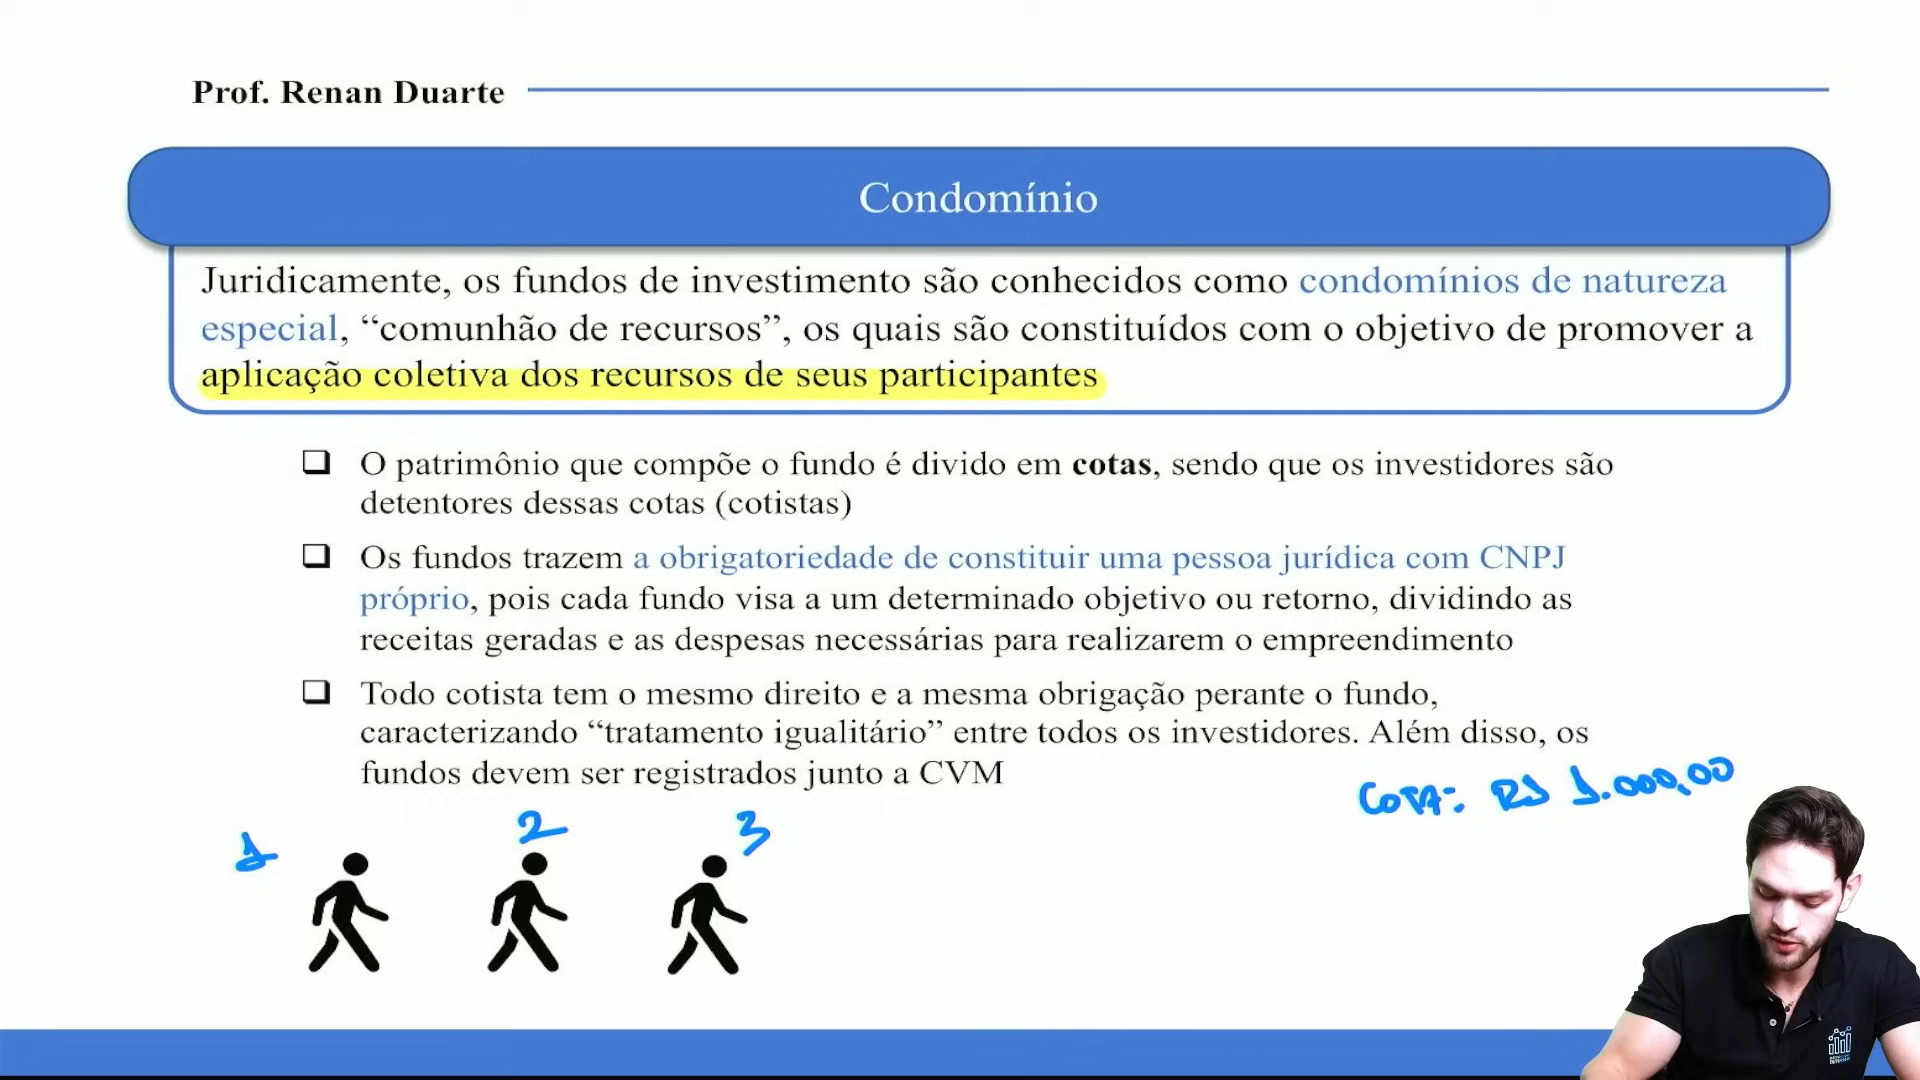 Prof. Renan Duarte
Condomínio
Juridicamente, os fundos de investimento são conhecidos como condomínios de natureza
especial, “comunhão de recursos”, os quais são constituídos com o objetivo de promover a
aplicação coletiva dos recursos de seus participantes
O patrimônio que compõe o fundo é divido em cotas, sendo que os investidores são
detentores dessas cotas (cotistas)
Os fundos trazem a obrigatoriedade de constituir uma pessoa jurídica com CNPJ
próprio, pois cada fundo visa a um determinado objetivo ou retorno, dividindo as
receitas geradas e as despesas necessárias para realizarem o empreendimento
Todo cotista tem o mesmo direito e a mesma obrigação perante o fundo,
caracterizando “tratamento igualitário” entre todos os investidores. Além disso, os
fundos devem ser registrados junto a CVM
COTA: R$ 1.000,00
1 2 3